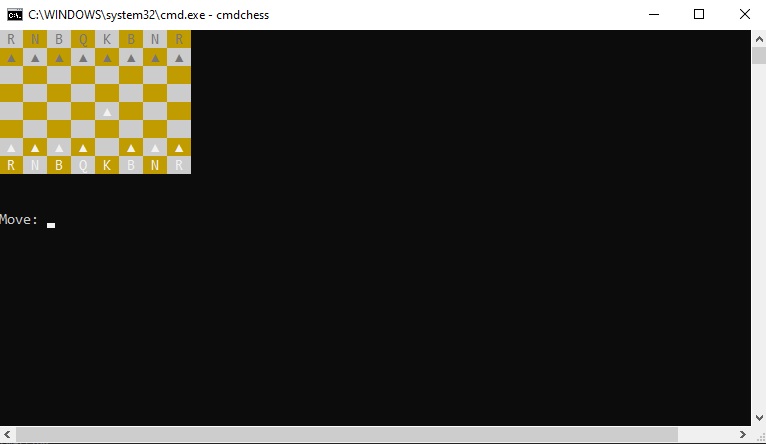 C:\WINDOWS\system32\cmd.exe - cmdchess
R N B Q K B N R
▲ ▲ ▲ ▲ ▲ ▲ ▲ ▲
▲
▲ ▲ ▲ ▲ ▲ ▲ ▲
R N B Q K B N R
Move: